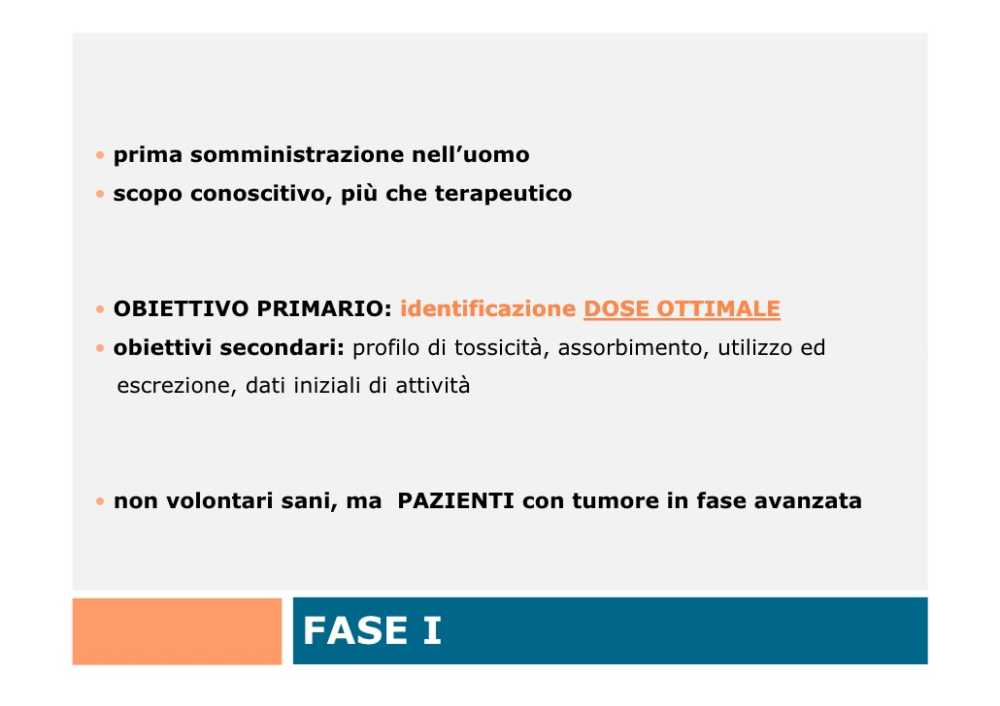 • prima somministrazione nell’uomo
• scopo conoscitivo, più che terapeutico
• OBIETTIVO PRIMARIO: identificazione DOSE OTTIMALE
• obiettivi secondari: profilo di tossicità, assorbimento, utilizzo ed
escrezione, dati iniziali di attività
• non volontari sani, ma  PAZIENTI con tumore in fase avanzata
FASE I